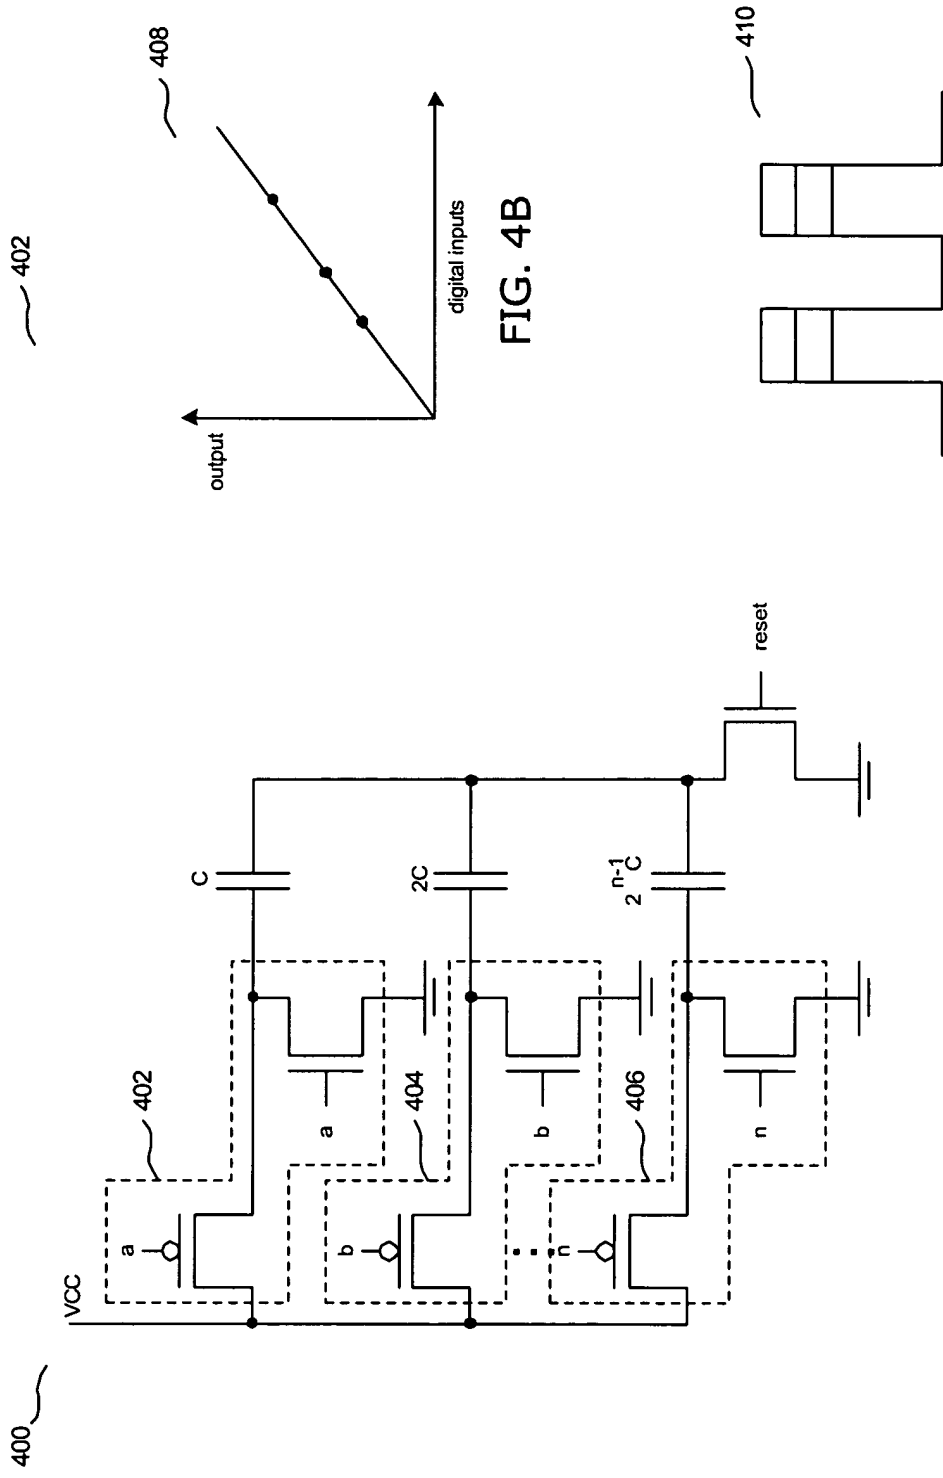 400
VCC
a
402
a
C
b
404
b
2C
n
406
n
2^{n-1}C
reset
402
output
408
digital inputs
FIG. 4B
410